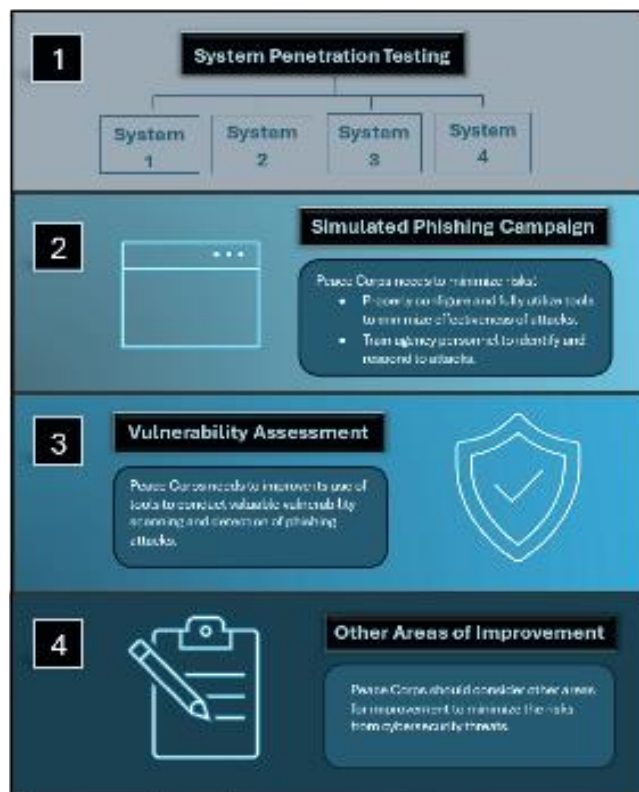 1
System Penetration Testing
System
1
System
2
System
3
System
4
2
Simulated Phishing Campaign
Peace Corps needs to minimize risks:
• Properly configure and fully utilize tools
to minimize effectiveness of attacks.
• Train agency personnel to identify and
respond to attacks.
3
Vulnerability Assessment
Peace Corps needs to improve its use of
tools to conduct valuable vulnerability
scanning and detection of phishing
attacks.
4
Other Areas of Improvement
Peace Corps should consider other areas
for improvement to minimize the risks
from cybersecurity threats.